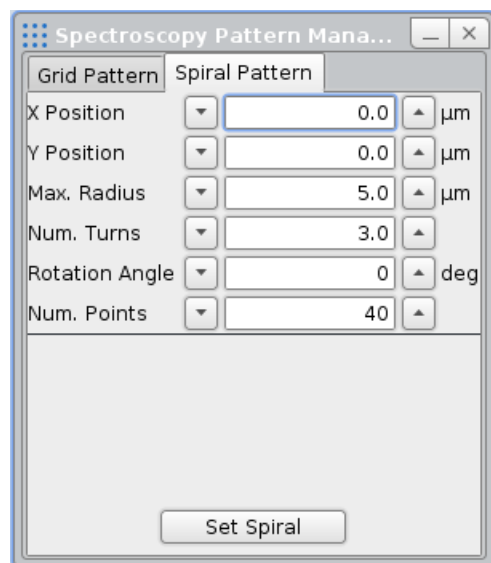 Spectroscopy Pattern Mana...
Grid Pattern Spiral Pattern
X Position 0.0 μm
Y Position 0.0 μm
Max. Radius 5.0 μm
Num. Turns 3.0
Rotation Angle 0 deg
Num. Points 40
Set Spiral